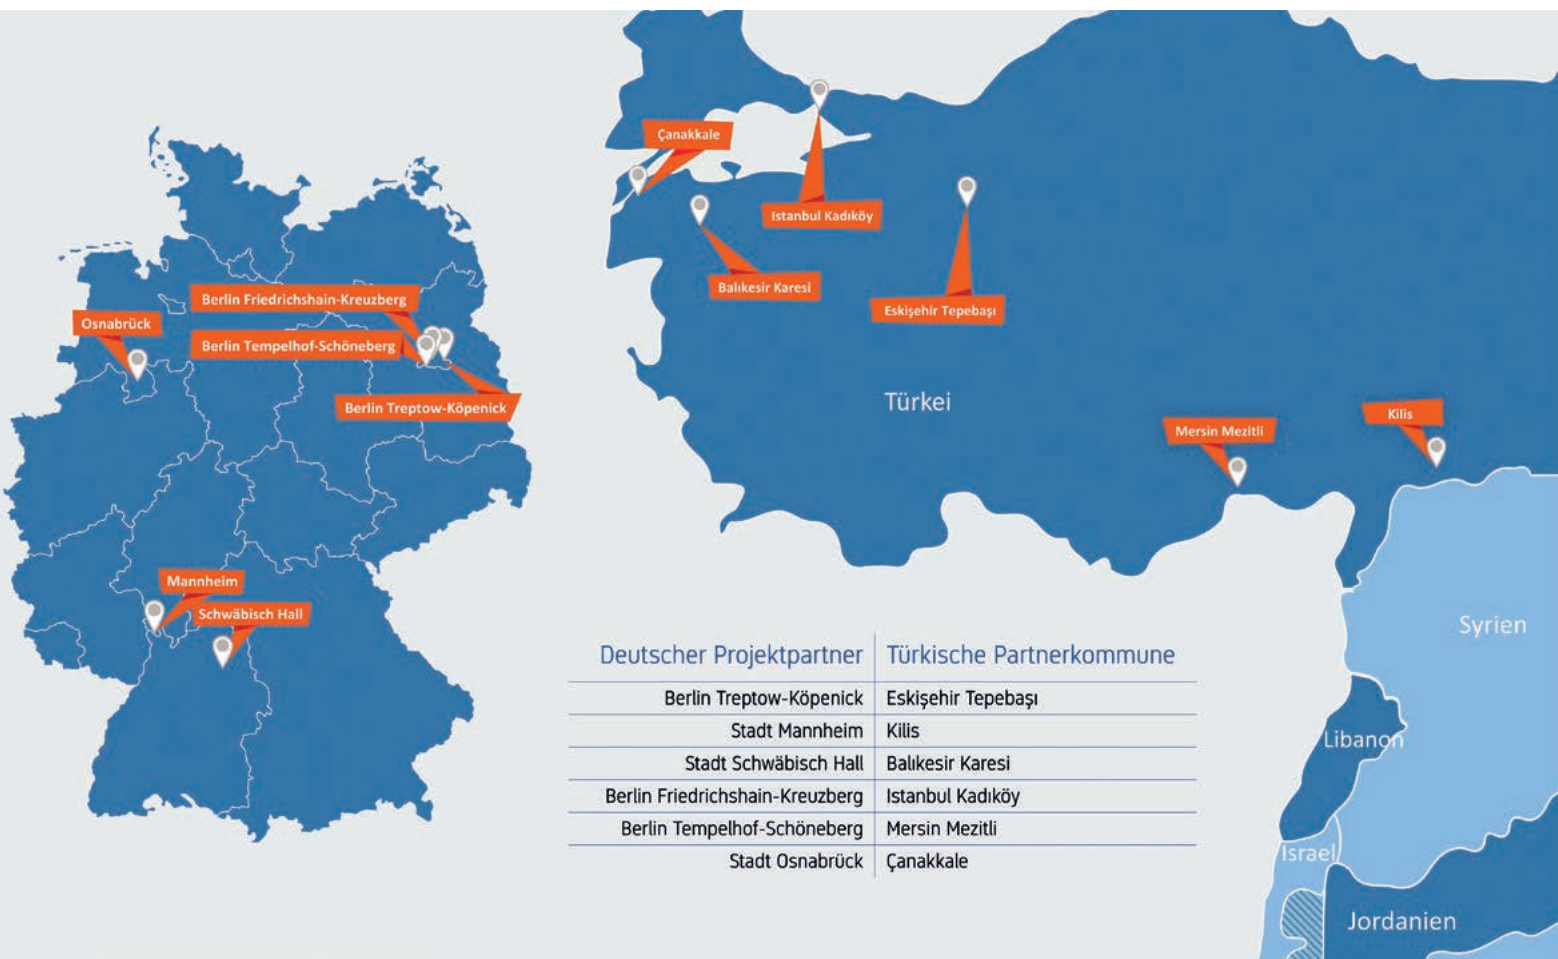 Çanakkale
Istanbul Kadıköy
Balıkesir Karesi
Eskişehir Tepebaşı
Berlin Friedrichshain-Kreuzberg
Osnabrück
Berlin Tempelhof-Schöneberg
Berlin Treptow-Köpenick
Türkei
Mersin Mezitli
Kilis
Mannheim
Schwäbisch Hall
Syrien
Deutscher Projektpartner Türkische Partnerkommune
Berlin Treptow-Köpenick Eskişehir Tepebaşı
Stadt Mannheim Kilis
Stadt Schwäbisch Hall Balıkesir Karesi
Berlin Friedrichshain-Kreuzberg Istanbul Kadıköy
Berlin Tempelhof-Schöneberg Mersin Mezitli
Stadt Osnabrück Çanakkale
Libanon
Israel
Jordanien